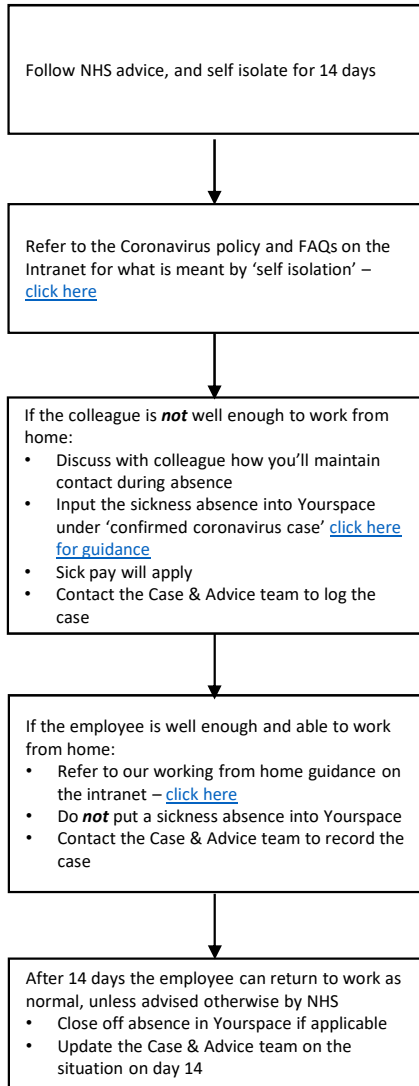 Follow NHS advice, and self isolate for 14 days
Refer to the Coronavirus policy and FAQs on the
Intranet for what is meant by ‘self isolation’ –
click here
If the colleague is not well enough to work from
home:
• Discuss with colleague how you’ll maintain
contact during absence
• Input the sickness absence into Yourspace
under ‘confirmed coronavirus case’ click here
for guidance
• Sick pay will apply
• Contact the Case & Advice team to log the
case
If the employee is well enough and able to work
from home:
• Refer to our working from home guidance on
the intranet – click here
• Do not put a sickness absence into Yourspace
• Contact the Case & Advice team to record the
case
After 14 days the employee can return to work as
normal, unless advised otherwise by NHS
• Close off absence in Yourspace if applicable
• Update the Case & Advice team on the
situation on day 14